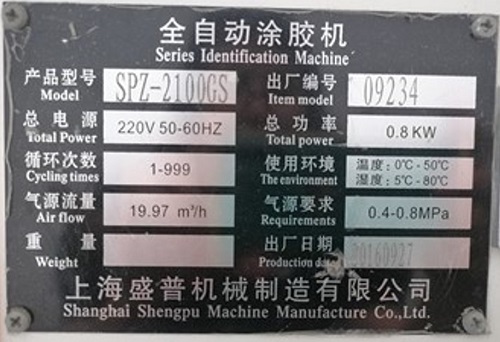 全自动涂胶机
Series Identification Machine
产品型号 SPZ-2100GS 出厂编号 09234
Model Item model
总电源 220V 50-60HZ 总功率 0.8KW
Total Power Total power
循环次数 1-999 使用环境 温度: 0℃-50℃
Cycling times The environment 湿度: 5℃-80℃
气源流量 19.97 m³/h 气源要求 0.4-0.8MPa
Air flow Requirements
重量 出厂日期 20160927
Weight Production date
上海盛普机械制造有限公司
Shanghai Shengpu Machine Manufacture Co.,Ltd.